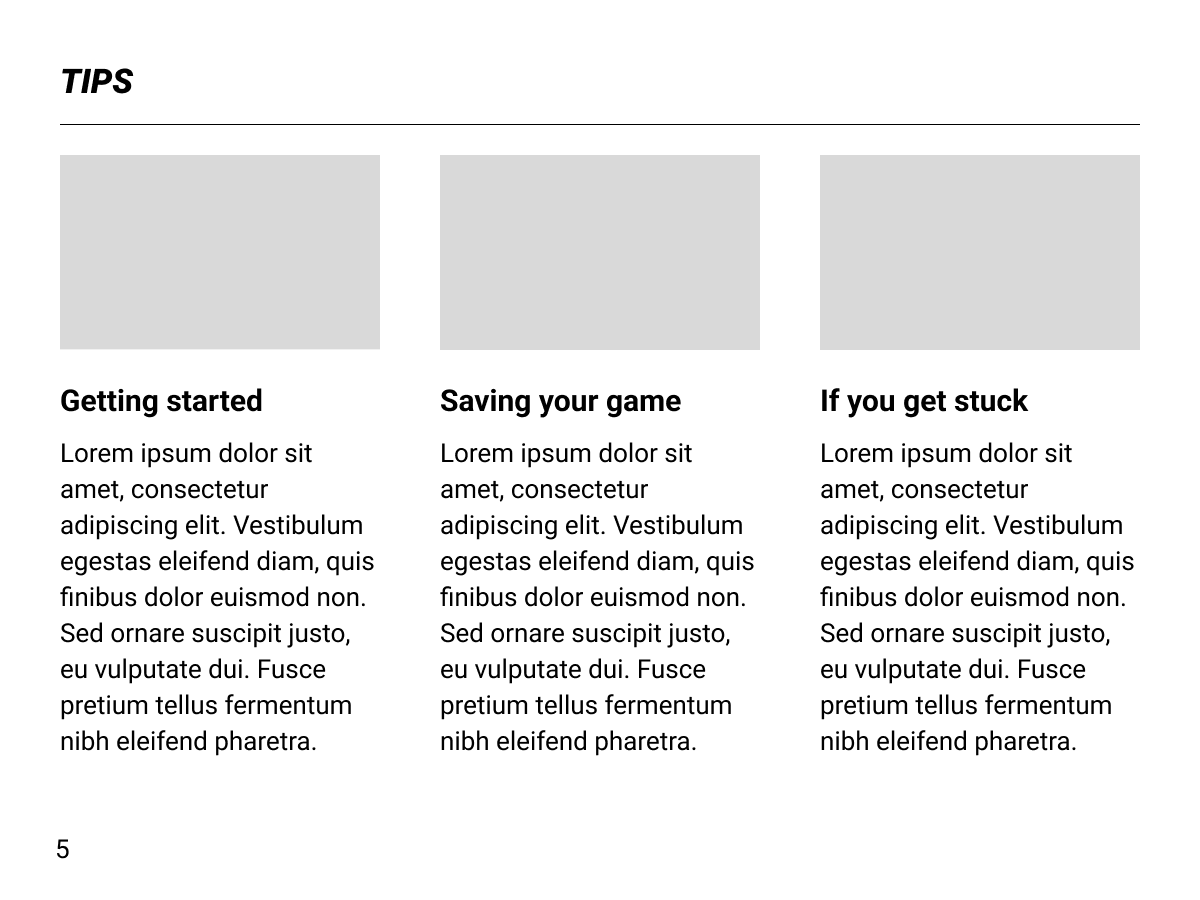 TIPS
Getting started
Lorem ipsum dolor sit
amet, consectetur
adipiscing elit. Vestibulum
egestas eleifend diam, quis
finibus dolor euismod non.
Sed ornare suscipit justo,
eu vulputate dui. Fusce
pretium tellus fermentum
nibh eleifend pharetra.
Saving your game
Lorem ipsum dolor sit
amet, consectetur
adipiscing elit. Vestibulum
egestas eleifend diam, quis
finibus dolor euismod non.
Sed ornare suscipit justo,
eu vulputate dui. Fusce
pretium tellus fermentum
nibh eleifend pharetra.
If you get stuck
Lorem ipsum dolor sit
amet, consectetur
adipiscing elit. Vestibulum
egestas eleifend diam, quis
finibus dolor euismod non.
Sed ornare suscipit justo,
eu vulputate dui. Fusce
pretium tellus fermentum
nibh eleifend pharetra.
5